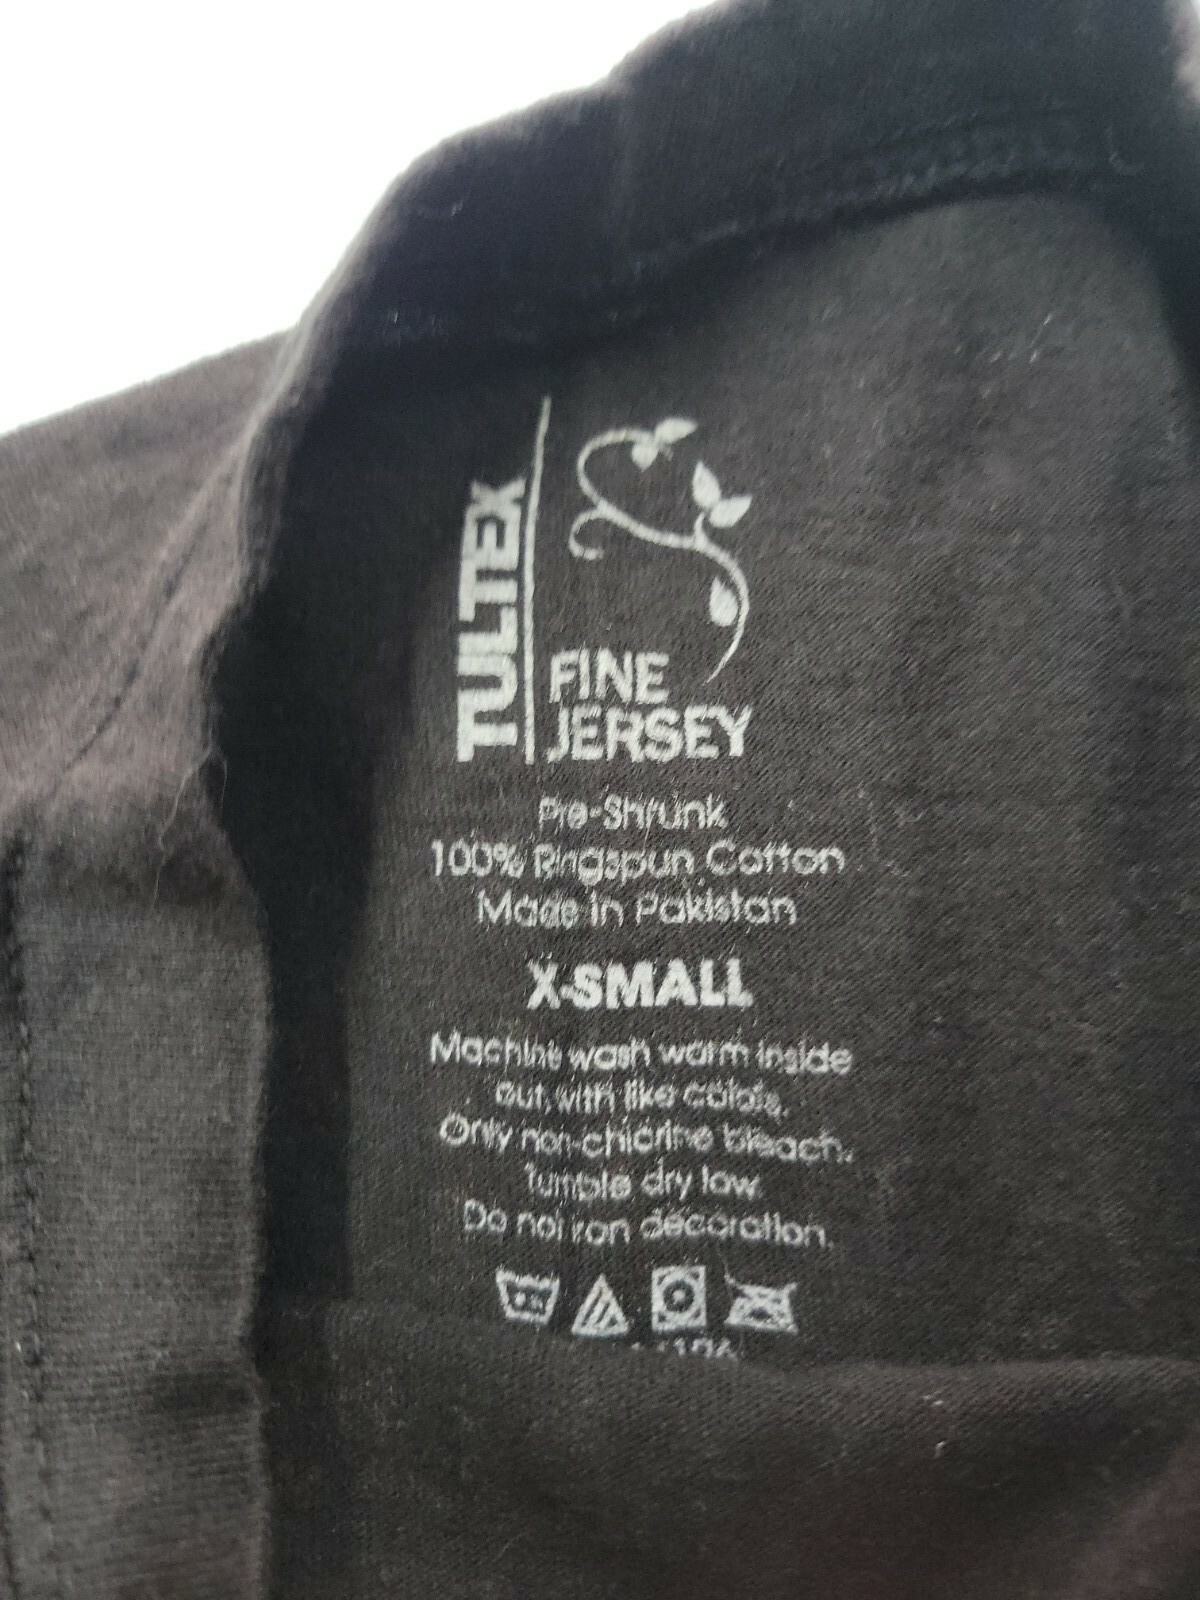 TULTEX
FINE
JERSEY
Pre-Shrunk
100% Ringspun Cotton
Made in Pakistan
X-SMALL
Machine wash warm inside
out, with like colors.
Only non-chlorine bleach.
Tumble dry low.
Do not iron decoration.